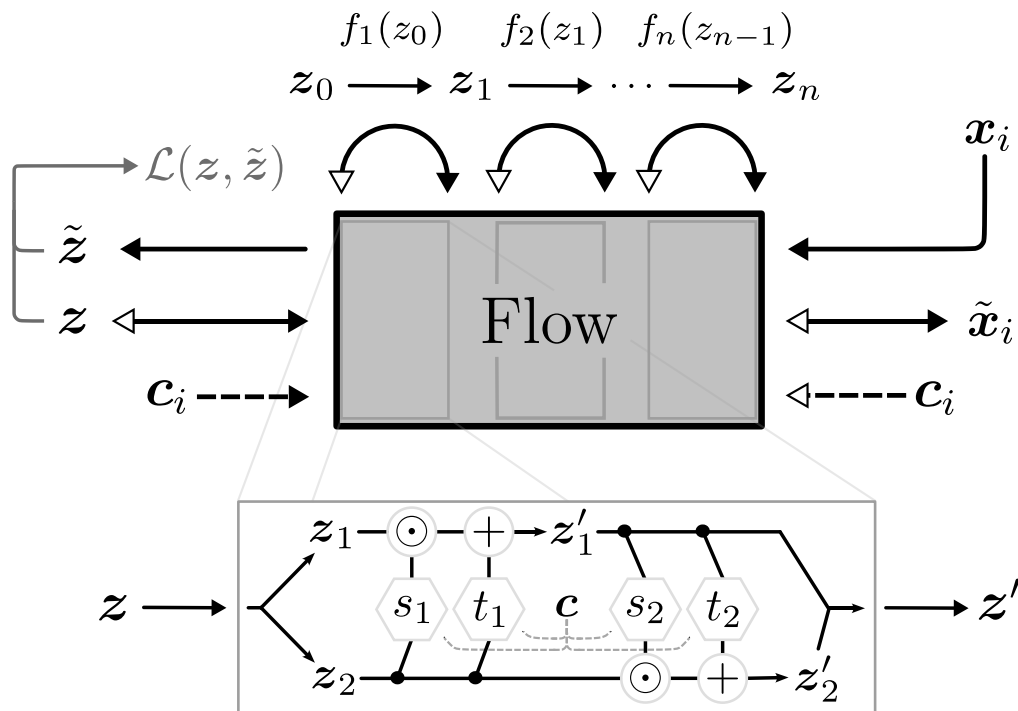 f₁(z₀) f₂(z₁) fₙ(zₙ₋₁)
z₀ z₁ ··· zₙ
xᵢ
ℒ(z, z̃)
z̃
z Flow x̃ᵢ
cᵢ cᵢ
z₁ ⊙ + z′₁
z s₁ t₁ c s₂ t₂ z′
z₂ ⊙ + z′₂